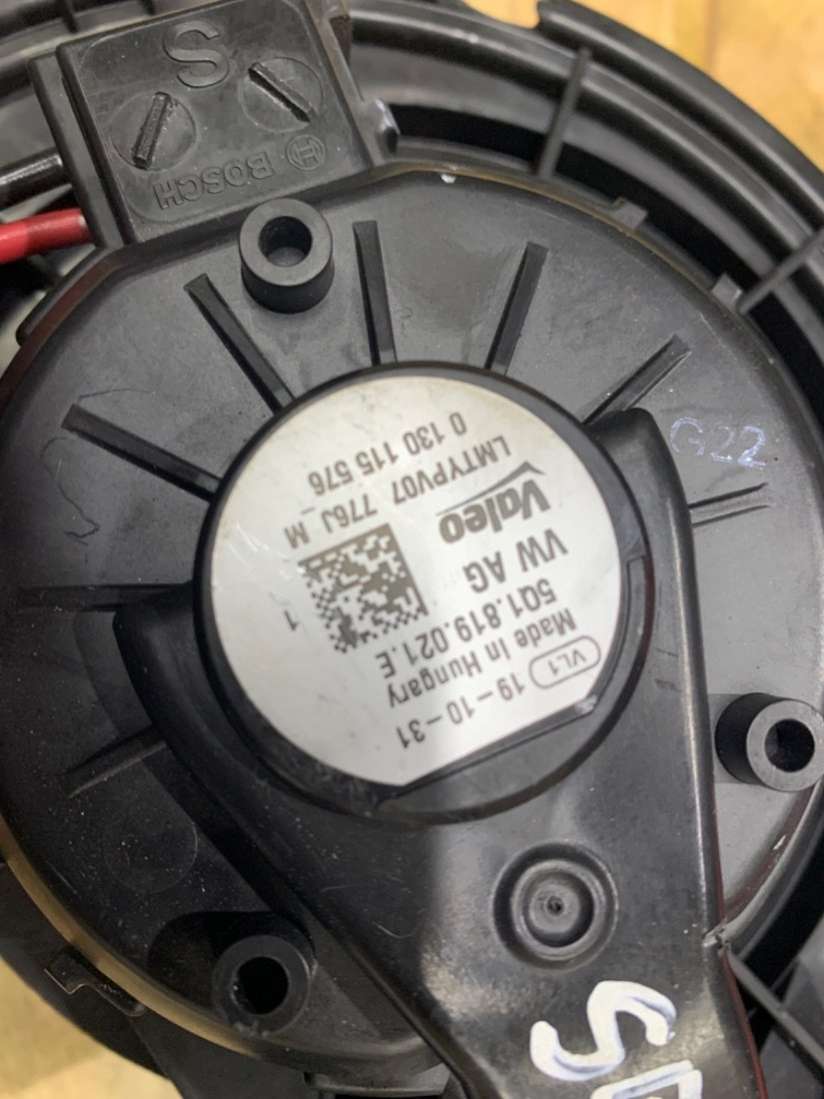 S
BOSCH
VL1 19-10-31
Made in Hungary
5Q1.819.021.E
VW AG
Valeo
1
LMTYPV07 776J_M
0 130 115 576
G22